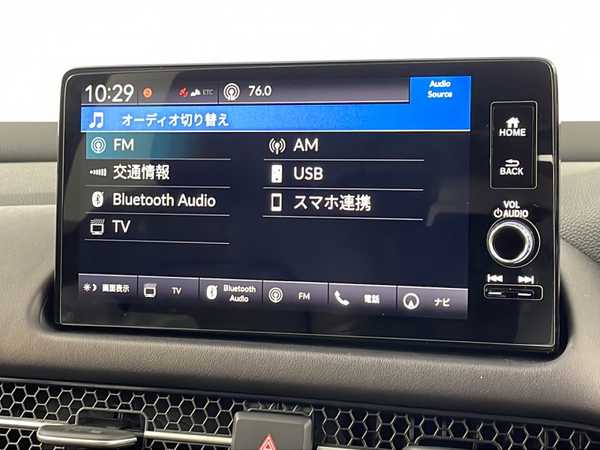 10:29 ETC 76.0 Audio Source
オーディオ切り替え
FM AM
交通情報 USB
Bluetooth Audio スマホ連携
TV
画面表示 TV Bluetooth Audio FM 電話 ナビ
HOME
BACK
VOL
AUDIO